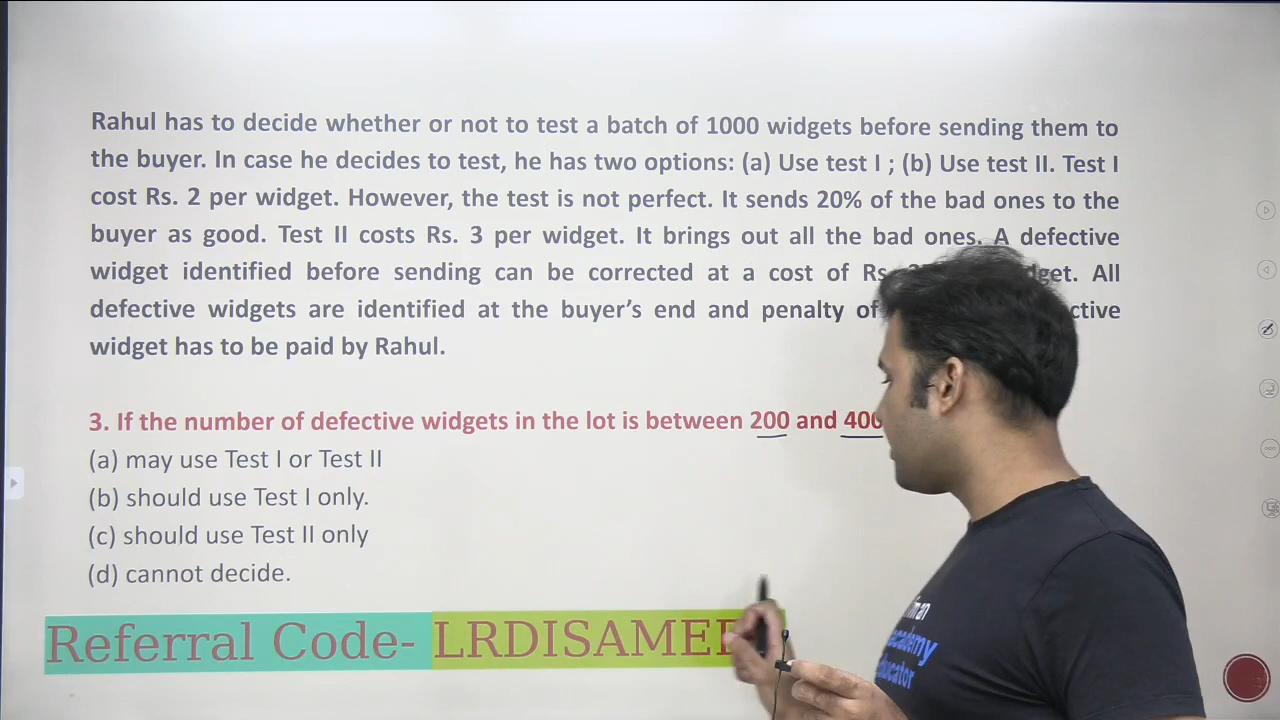 Rahul has to decide whether or not to test a batch of 1000 widgets before sending them to
the buyer. In case he decides to test, he has two options: (a) Use test I ; (b) Use test II. Test I
cost Rs. 2 per widget. However, the test is not perfect. It sends 20% of the bad ones to the
buyer as good. Test II costs Rs. 3 per widget. It brings out all the bad ones. A defective
widget identified before sending can be corrected at a cost of Rs. All
defective widgets are identified at the buyer's end and penalty of
widget has to be paid by Rahul.
3. If the number of defective widgets in the lot is between 200 and 400
(a) may use Test I or Test II
(b) should use Test I only.
(c) should use Test II only
(d) cannot decide.
Referral Code-